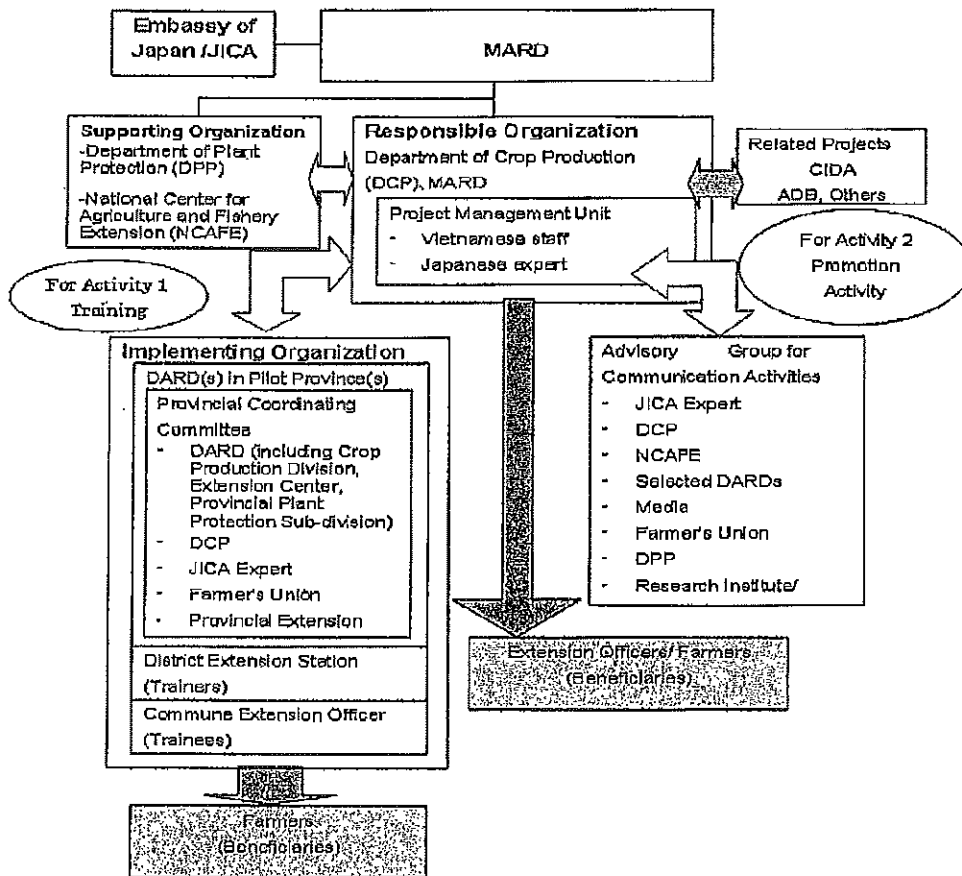 Embassy of
Japan /JICA
MARD
Supporting Organization
-Department of Plant
Protection (DPP)
-National Center for
Agriculture and Fishery
Extension (NCAFE)
Responsible Organization
Department of Crop Production
(DCP), MARD
Project Management Unit
- Vietnamese staff
- Japanese expert
Related Projects
CIDA
ADB, Others
For Activity 1
Training
For Activity 2
Promotion
Activity
Implementing Organization
DARD(s) in Pilot Province(s)
Provincial Coordinating
Committee
- DARD (including Crop
Production Division,
Extension Center,
Provincial Plant
Protection Sub-division)
- DCP
- JICA Expert
- Farmer's Union
- Provincial Extension
District Extension Station
(Trainers)
Commune Extension Officer
(Trainees)
Advisory Group for
Communication Activities
- JICA Expert
- DCP
- NCAFE
- Selected DARDs
- Media
- Farmer's Union
- DPP
- Research Institute/
Extension Officers/ Farmers
(Beneficiaries)
Farmers
(Beneficiaries)